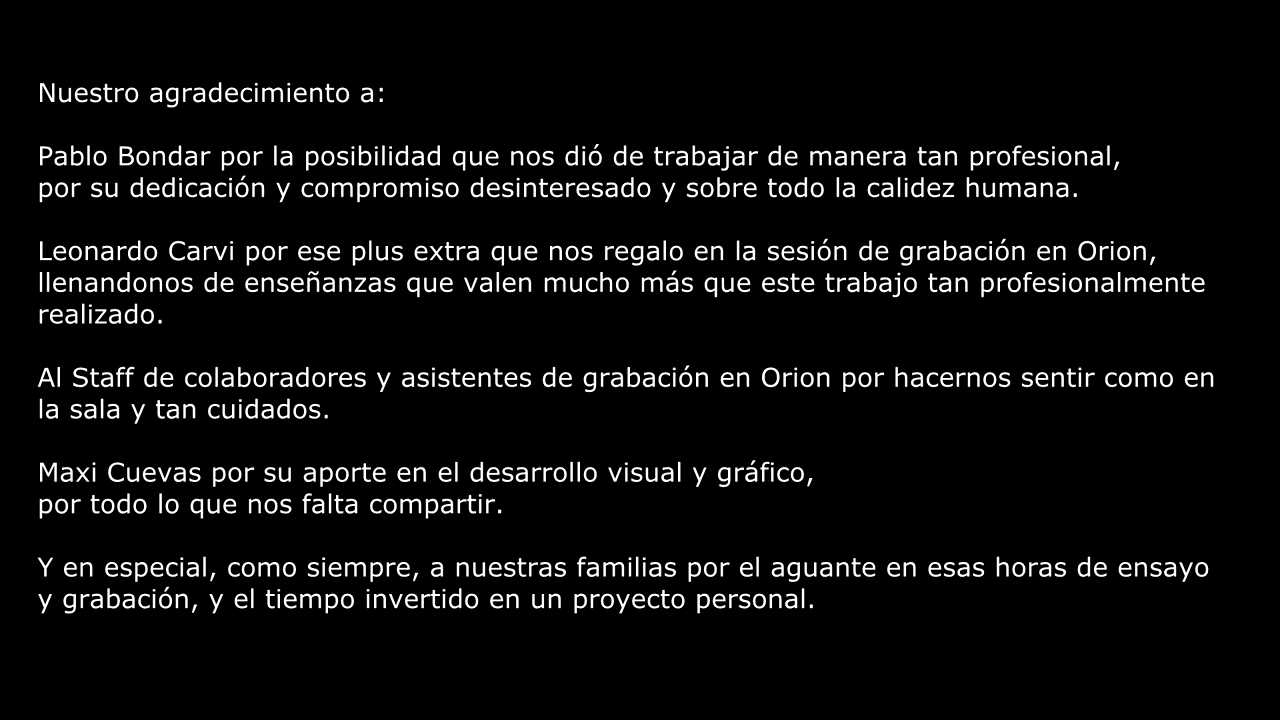 Nuestro agradecimiento a:
Pablo Bondar por la posibilidad que nos dió de trabajar de manera tan profesional,
por su dedicación y compromiso desinteresado y sobre todo la calidez humana.
Leonardo Carvi por ese plus extra que nos regalo en la sesión de grabación en Orion,
llenandonos de enseñanzas que valen mucho más que este trabajo tan profesionalmente
realizado.
Al Staff de colaboradores y asistentes de grabación en Orion por hacernos sentir como en
la sala y tan cuidados.
Maxi Cuevas por su aporte en el desarrollo visual y gráfico,
por todo lo que nos falta compartir.
Y en especial, como siempre, a nuestras familias por el aguante en esas horas de ensayo
y grabación, y el tiempo invertido en un proyecto personal.